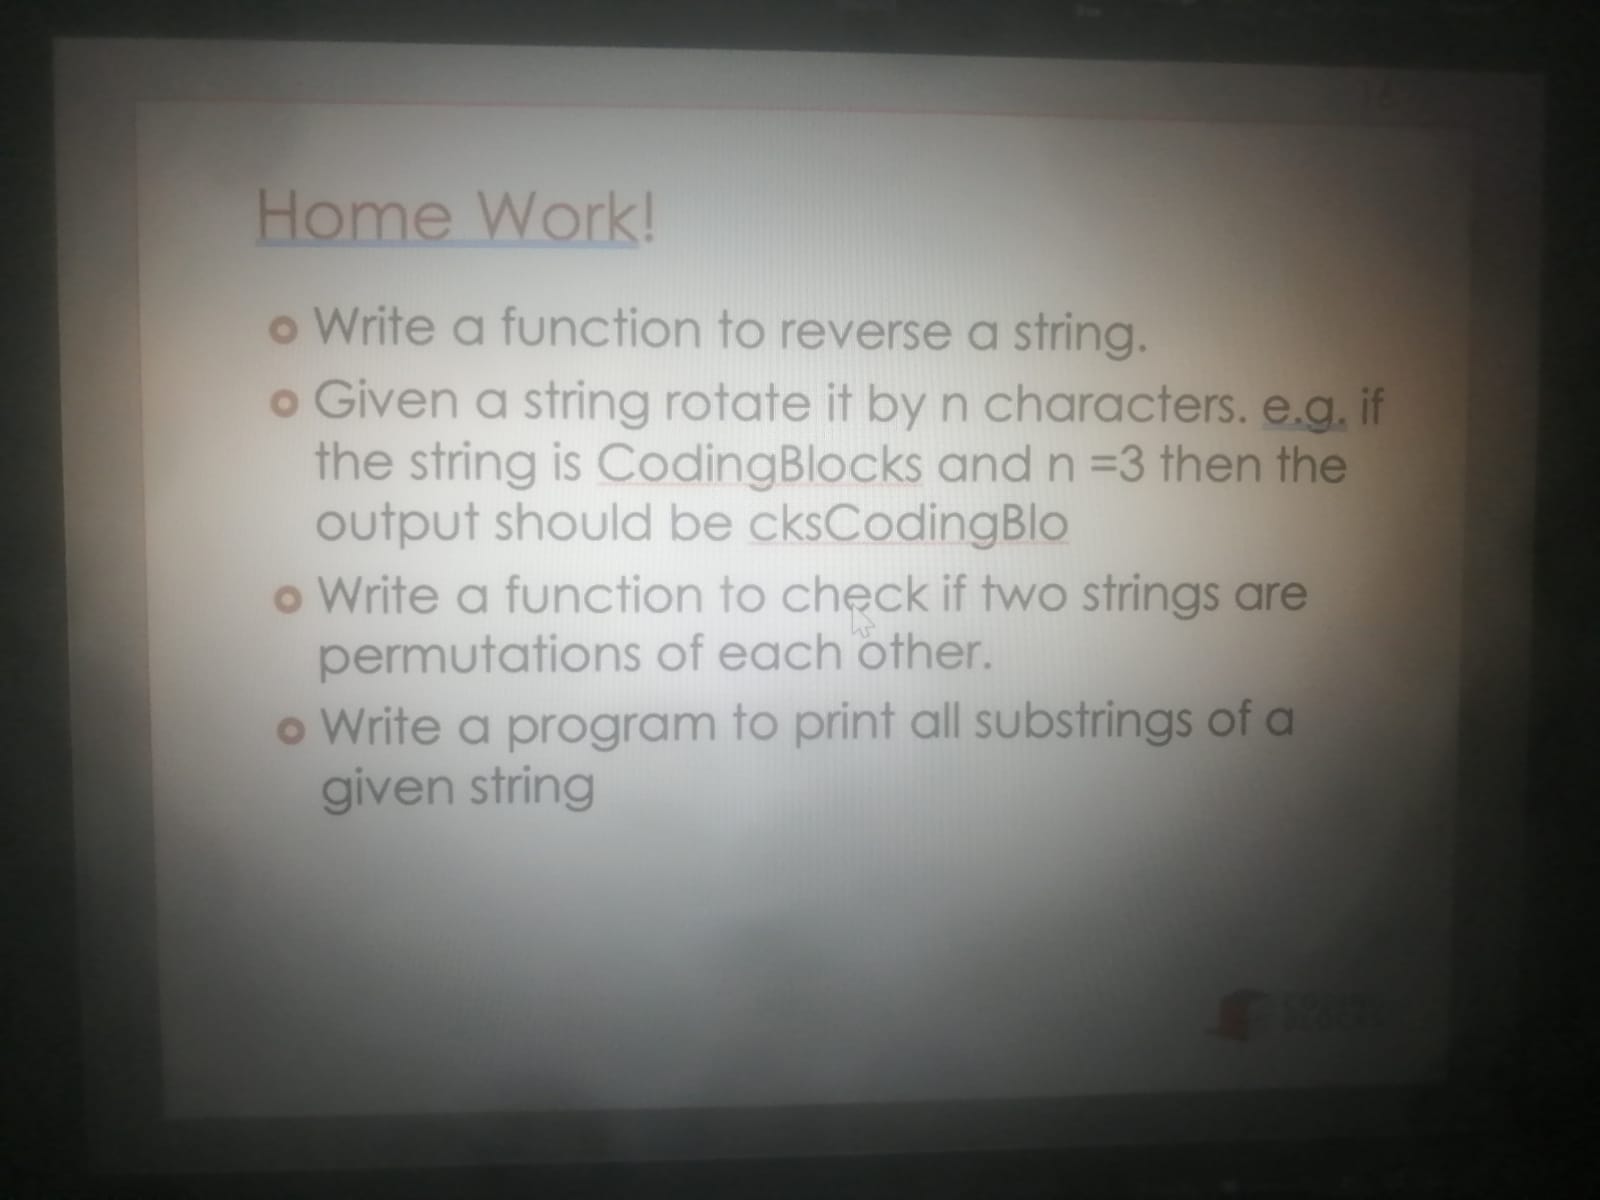 Home Work!
Write a function to reverse a string.
Given a string rotate it by n characters. e.g. if
the string is CodingBlocks and n =3 then the
output should be cksCodingBlo
Write a function to check if two strings are
permutations of each other.
Write a program to print all substrings of a
given string